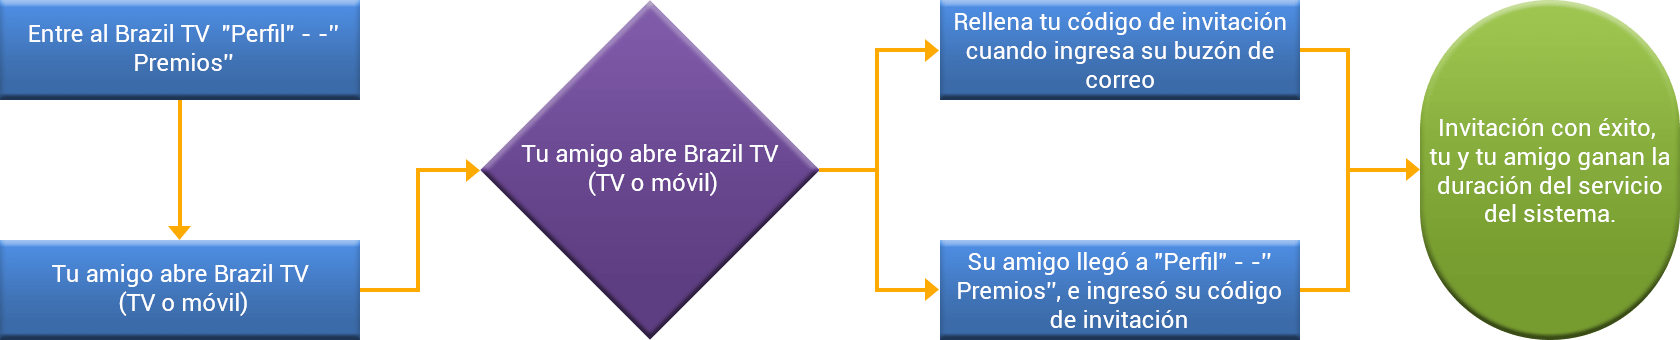 Entre al Brazil TV  "Perfil" - -"
Premios"
Tu amigo abre Brazil TV
(TV o móvil)
Tu amigo abre Brazil TV
(TV o móvil)
Rellena tu código de invitación
cuando ingresa su buzón de
correo
Su amigo llegó a "Perfil" - -"
Premios", e ingresó su código
de invitación
Invitación con éxito,
tu y tu amigo ganan la
duración del servicio
del sistema.